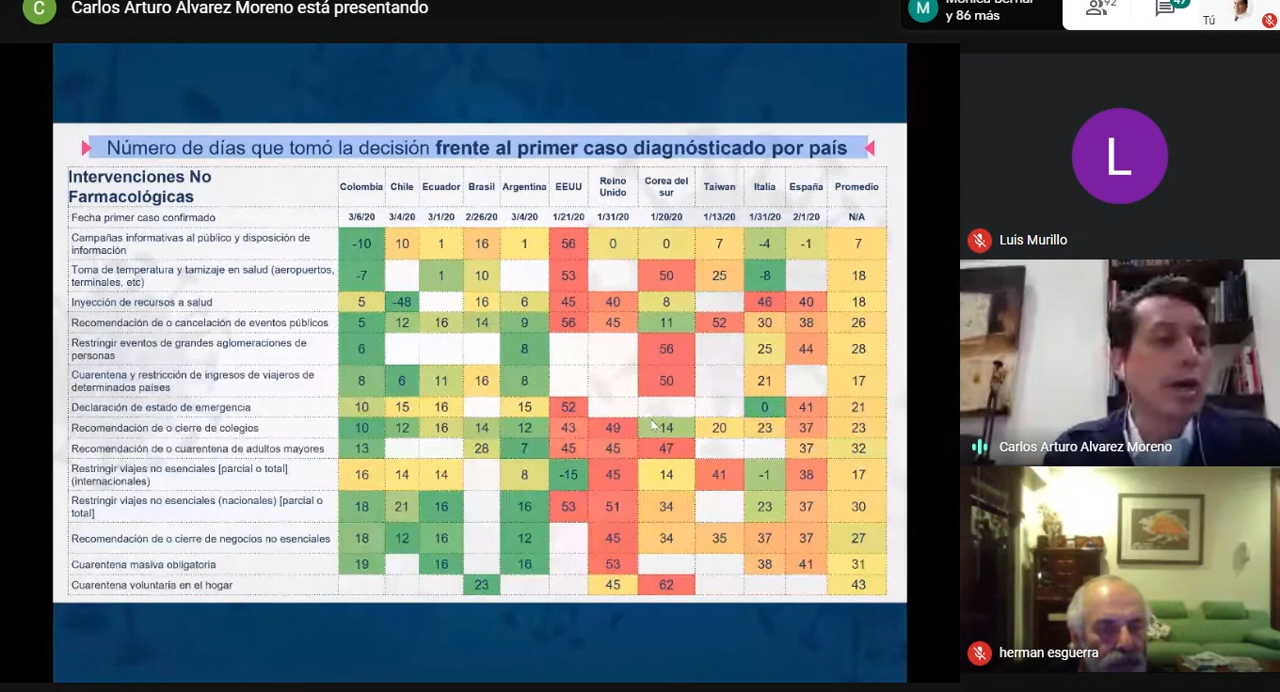 C
Carlos Arturo Alvarez Moreno está presentando
M
y 86 más
92
47
Tú
Número de días que tomó la decisión frente al primer caso diagnósticado por país
Intervenciones No Farmacológicas Colombia Chile Ecuador Brasil Argentina EEUU Reino Unido Corea del sur Taiwan Italia España Promedio
Fecha primer caso confirmado 3/6/20 3/4/20 3/1/20 2/26/20 3/4/20 1/21/20 1/31/20 1/20/20 1/13/20 1/31/20 2/1/20 N/A
Campañas informativas al público y disposición de información -10 10 1 16 1 56 0 0 7 -4 -1 7
Toma de temperatura y tamizaje en salud (aeropuertos, terminales, etc) -7 1 10 53 50 25 -8 18
Inyección de recursos a salud 5 -48 16 6 45 40 8 46 40 18
Recomendación de o cancelación de eventos públicos 5 12 16 14 9 56 45 11 52 30 38 26
Restringir eventos de grandes aglomeraciones de personas 6 8 56 25 44 28
Cuarentena y restricción de ingresos de viajeros de determinados países 8 6 11 16 8 50 21 17
Declaración de estado de emergencia 10 15 16 15 52 0 41 21
Recomendación de o cierre de colegios 10 12 16 14 12 43 49 14 20 23 37 23
Recomendación de o cuarentena de adultos mayores 13 28 7 45 45 47 37 32
Restringir viajes no esenciales [parcial o total] (internacionales) 16 14 14 8 -15 45 14 41 -1 38 17
Restringir viajes no esenciales (nacionales) [parcial o total] 18 21 16 16 53 51 34 23 37 30
Recomendación de o cierre de negocios no esenciales 18 12 16 12 45 34 35 37 37 27
Cuarentena masiva obligatoria 19 16 16 53 38 41 31
Cuarentena voluntaria en el hogar 23 45 62 43
L
Luis Murillo
Carlos Arturo Alvarez Moreno
herman esguerra